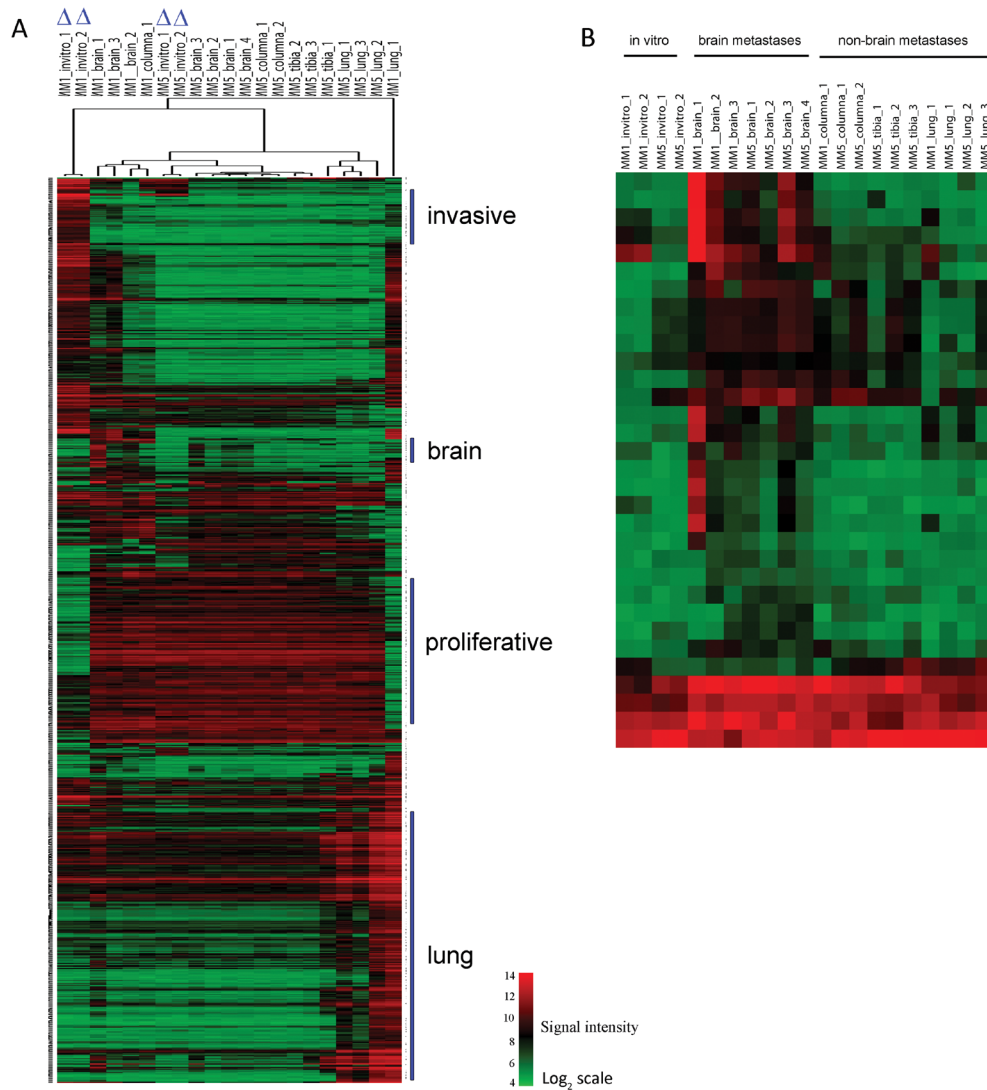 A
Δ Δ Δ Δ
MM1_invitro_1
MM1_invitro_2
MM1_brain_1
MM1_brain_3
MM1__brain_2
MM1_columna_1
MM5_invitro_1
MM5_invitro_2
MM5_brain_3
MM5_brain_2
MM5_brain_1
MM5_brain_4
MM5_columna_1
MM5_columna_2
MM5_tibia_2
MM5_tibia_3
MM5_tibia_1
MM5_lung_1
MM5_lung_3
MM5_lung_2
MM1_lung_1
invasive
brain
proliferative
lung
B
in vitro
brain metastases
non-brain metastases
MM1_invitro_1
MM1_invitro_2
MM5_invitro_1
MM5_invitro_2
MM1_brain_1
MM1__brain_2
MM1_brain_3
MM5_brain_1
MM5_brain_2
MM5_brain_3
MM5_brain_4
MM1_columna_1
MM5_columna_1
MM5_columna_2
MM5_tibia_1
MM5_tibia_2
MM5_tibia_3
MM1_lung_1
MM5_lung_1
MM5_lung_2
MM5_lung_3
14
12
10
8
6
4
Signal intensity
Log2 scale